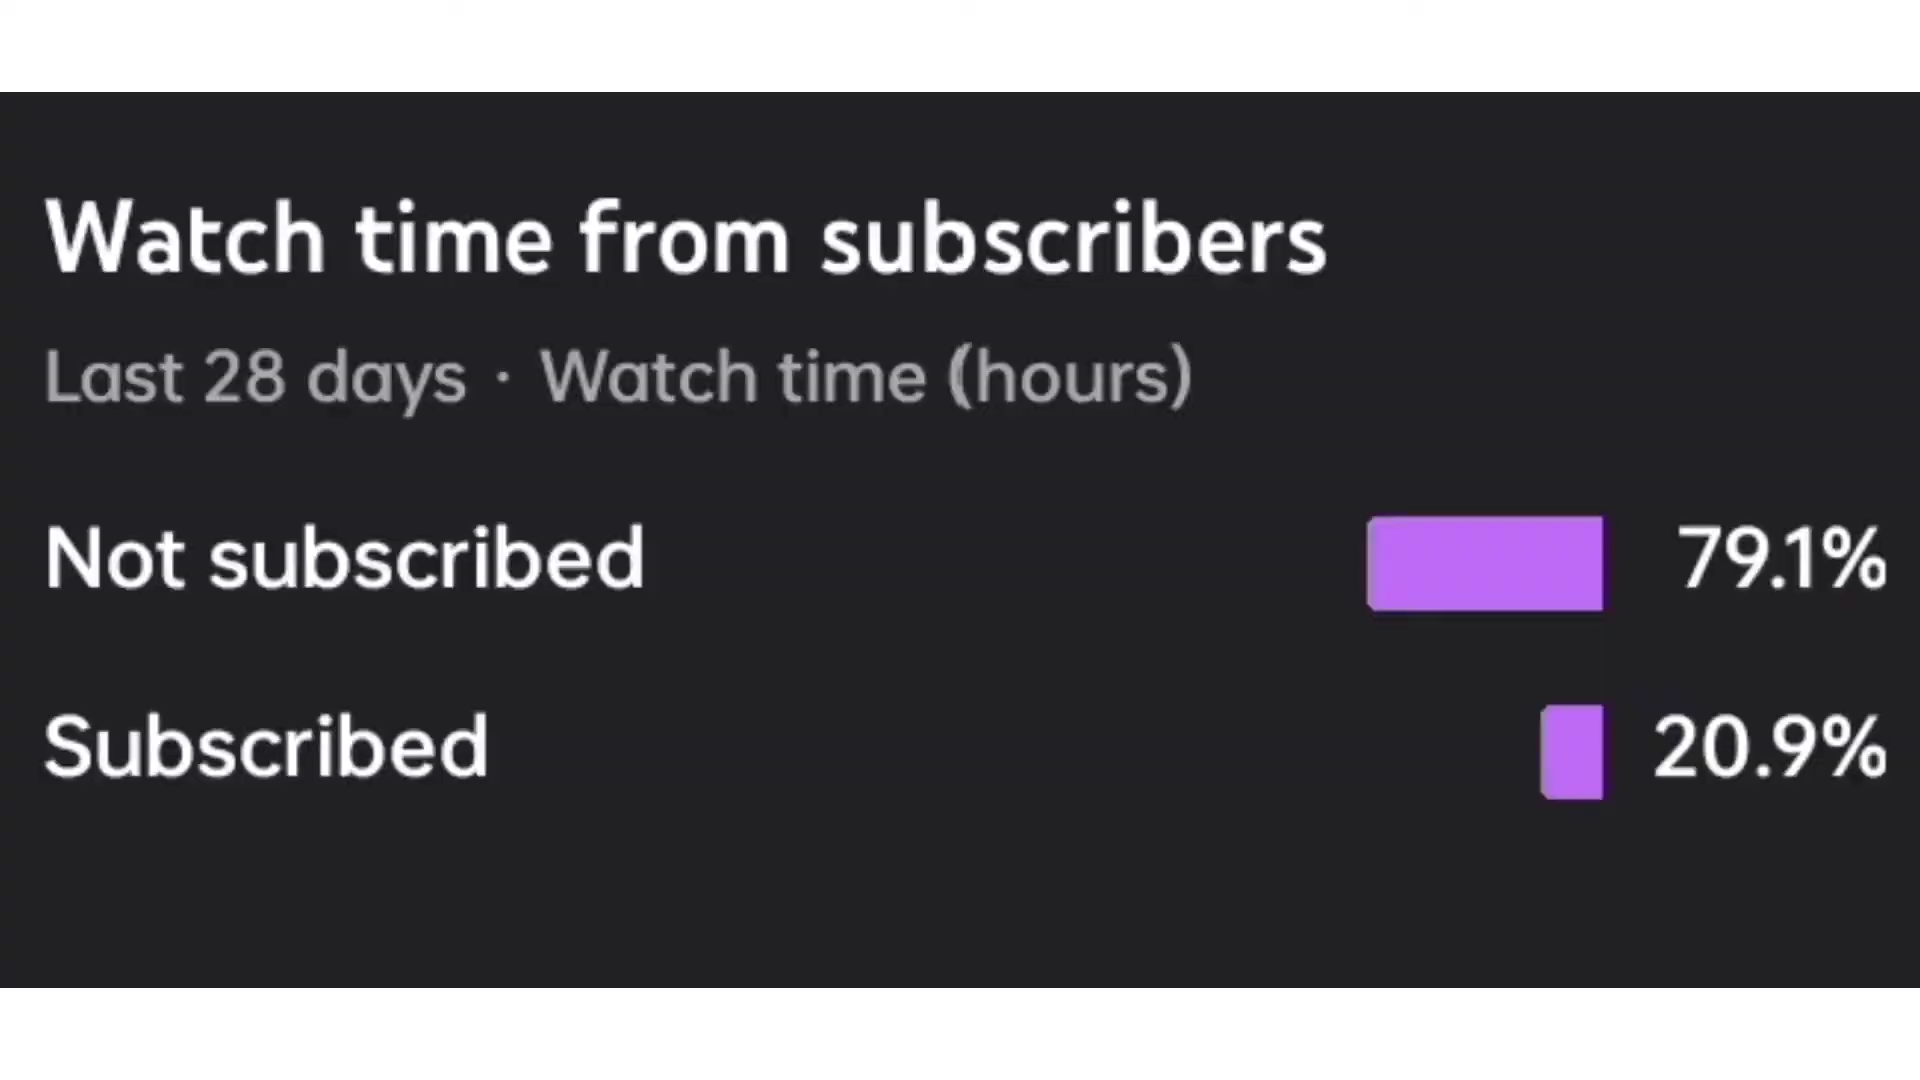 Watch time from subscribers
Last 28 days · Watch time (hours)
Not subscribed 79.1%
Subscribed 20.9%